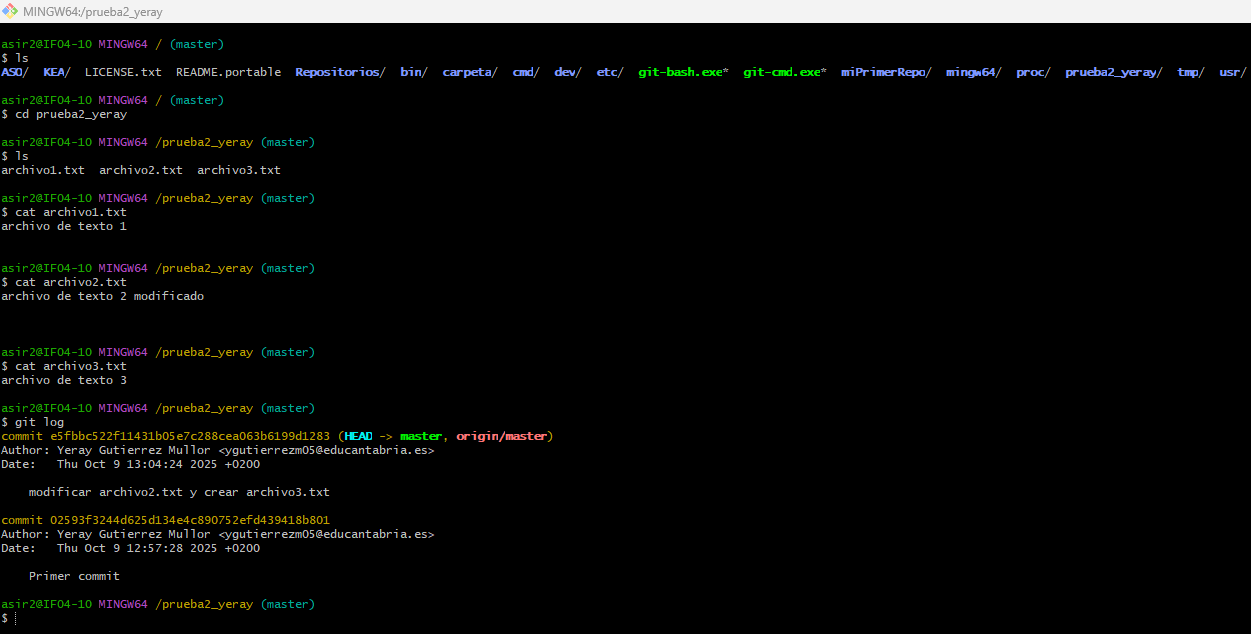 MINGW64:/prueba2_yeray
asir2@IF04-10 MINGW64 / (master)
$ ls
ASO/  KEA/  LICENSE.txt  README.portable  Repositorios/  bin/  carpeta/  cmd/  dev/  etc/  git-bash.exe*  git-cmd.exe*  miPrimerRepo/  mingw64/  proc/  prueba2_yeray/  tmp/  usr/
asir2@IF04-10 MINGW64 / (master)
$ cd prueba2_yeray
asir2@IF04-10 MINGW64 /prueba2_yeray (master)
$ ls
archivo1.txt  archivo2.txt  archivo3.txt
asir2@IF04-10 MINGW64 /prueba2_yeray (master)
$ cat archivo1.txt
archivo de texto 1
asir2@IF04-10 MINGW64 /prueba2_yeray (master)
$ cat archivo2.txt
archivo de texto 2 modificado
asir2@IF04-10 MINGW64 /prueba2_yeray (master)
$ cat archivo3.txt
archivo de texto 3
asir2@IF04-10 MINGW64 /prueba2_yeray (master)
$ git log
commit e5fbbc522f11431b05e7c288cea063b6199d1283 (HEAD -> master, origin/master)
Author: Yeray Gutierrez Mullor <ygutierrezm05@educantabria.es>
Date:   Thu Oct 9 13:04:24 2025 +0200
    modificar archivo2.txt y crear archivo3.txt
commit 02593f3244d625d134e4c890752efd439418b801
Author: Yeray Gutierrez Mullor <ygutierrezm05@educantabria.es>
Date:   Thu Oct 9 12:57:28 2025 +0200
    Primer commit
asir2@IF04-10 MINGW64 /prueba2_yeray (master)
$